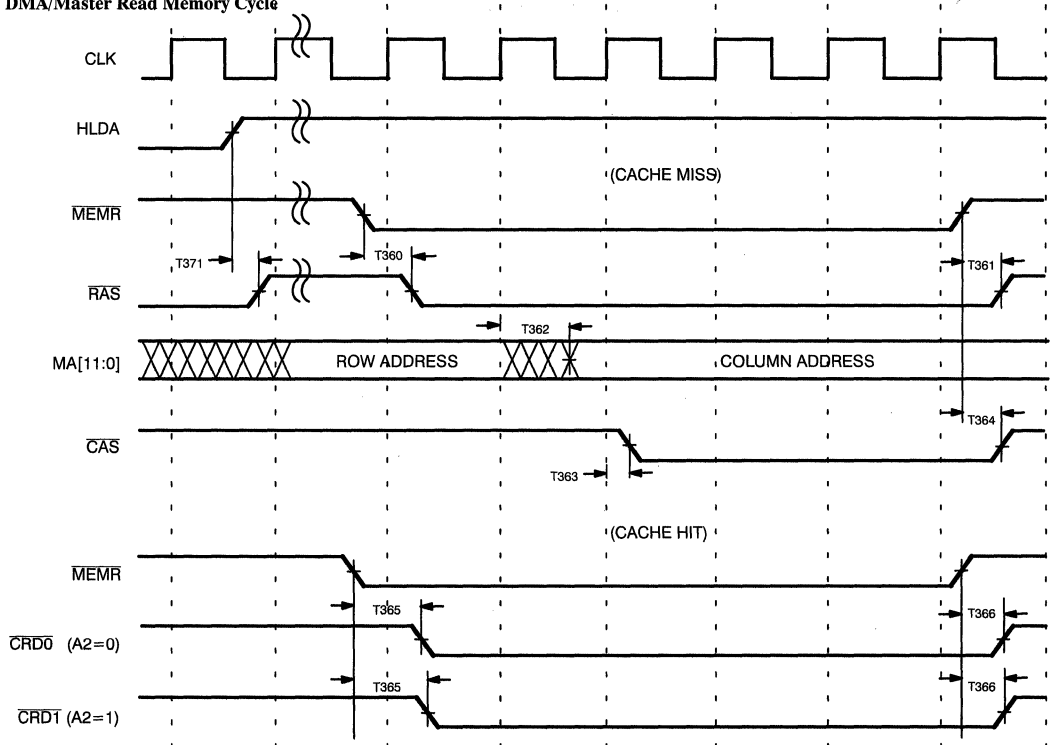 DMA/Master Read Memory Cycle
CLK
HLDA
(CACHE MISS)
MEMR
T371
T360
T361
RAS
T362
MA[11:0]
ROW ADDRESS
COLUMN ADDRESS
T364
CAS
T363
(CACHE HIT)
MEMR
T365
T366
CRD0 (A2=0)
T365
T366
CRD1 (A2=1)